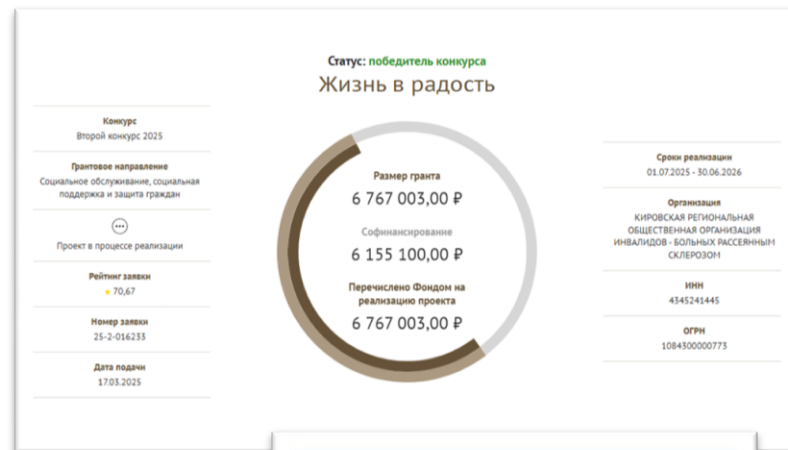 Статус: победитель конкурса
Жизнь в радость
Конкурс
Второй конкурс 2025
Грантовое направление
Социальное обслуживание, социальная
поддержка и защита граждан
Проект в процессе реализации
Рейтинг заявки
70,67
Номер заявки
25-2-016233
Дата подачи
17.03.2025
Размер гранта
6 767 003,00 ₽
Софинансирование
6 155 100,00 ₽
Перечислено Фондом на
реализацию проекта
6 767 003,00 ₽
Сроки реализации
01.07.2025 - 30.06.2026
Организация
КИРОВСКАЯ РЕГИОНАЛЬНАЯ
ОБЩЕСТВЕННАЯ ОРГАНИЗАЦИЯ
ИНВАЛИДОВ - БОЛЬНЫХ РАССЕЯННЫМ
СКЛЕРОЗОМ
ИНН
4345241445
ОГРН
1084300000773